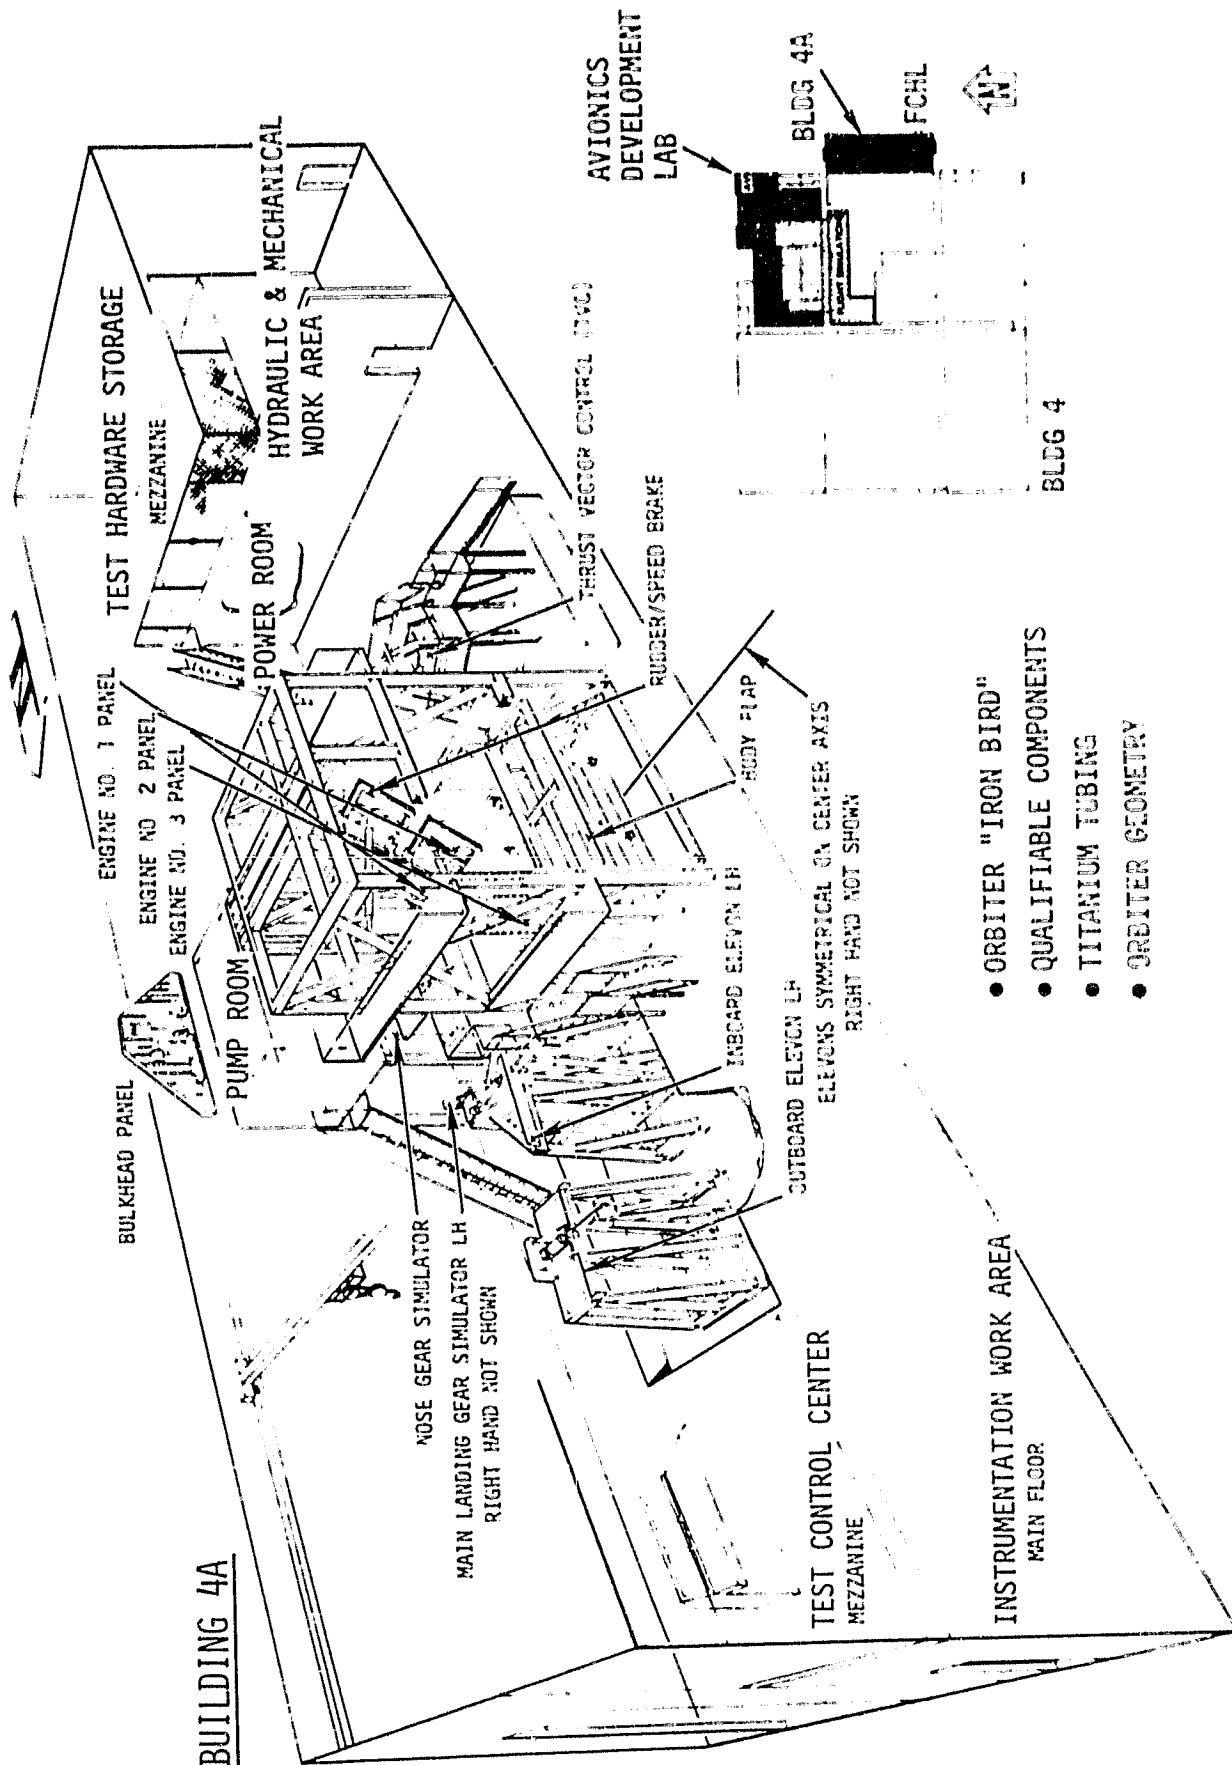 BUILDING 4A
BULKHEAD PANEL
ENGINE NO. 1 PANEL
ENGINE NO 2 PANEL
ENGINE NO. 3 PANEL
TEST HARDWARE STORAGE
MEZZANINE
PUMP ROOM
POWER ROOM
HYDRAULIC & MECHANICAL
WORK AREA
NOSE GEAR SIMULATOR
MAIN LANDING GEAR SIMULATOR LH
RIGHT HAND NOT SHOWN
THRUST VECTOR CONTROL (TVC)
RUDDER/SPEED BRAKE
BODY FLAP
INBOARD ELEVON LH
OUTBOARD ELEVON LH
ELEVONS SYMMETRICAL ON CENTER AXIS
RIGHT HAND NOT SHOWN
TEST CONTROL CENTER
MEZZANINE
INSTRUMENTATION WORK AREA
MAIN FLOOR
● ORBITER "IRON BIRD"
● QUALIFIABLE COMPONENTS
● TITANIUM TUBING
● ORBITER GEOMETRY
AVIONICS
DEVELOPMENT
LAB
BLDG 4A
FLIGHT SIMULATION
FCHL
N
BLDG 4